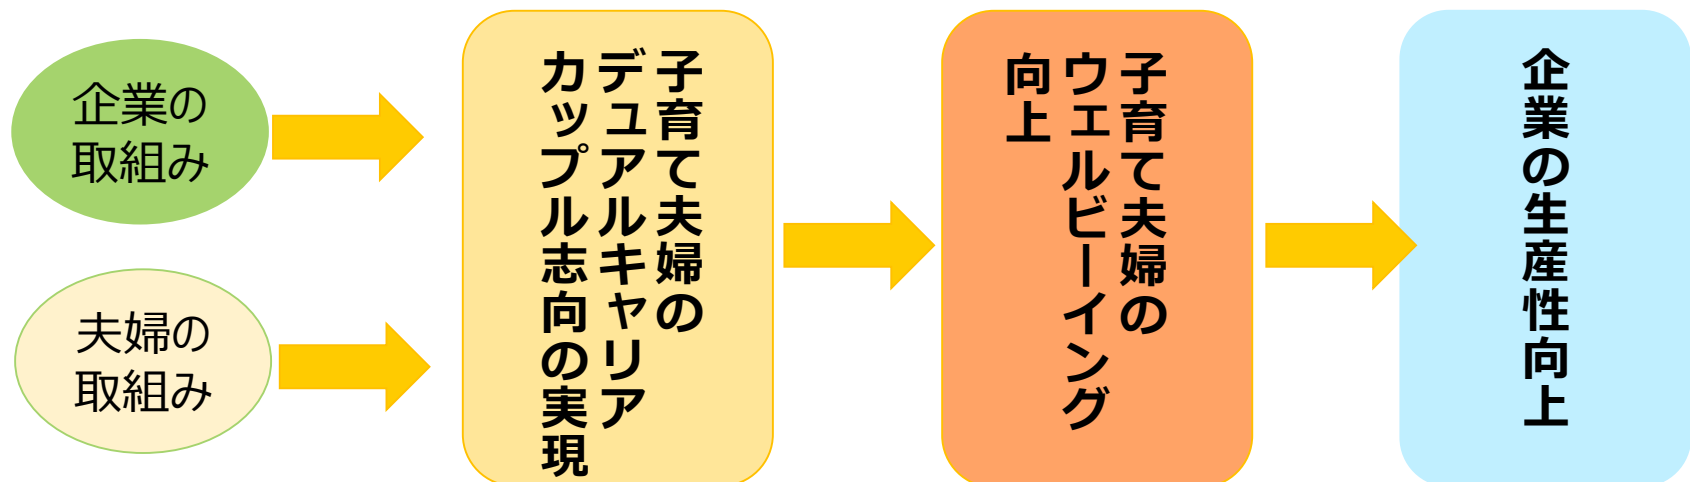 企業の
取組み
夫婦の
取組み
子育て夫婦の
デュアルキャリア
カップル志向の実現
子育て夫婦の
ウェルビーイング
向上
企業の生産性向上